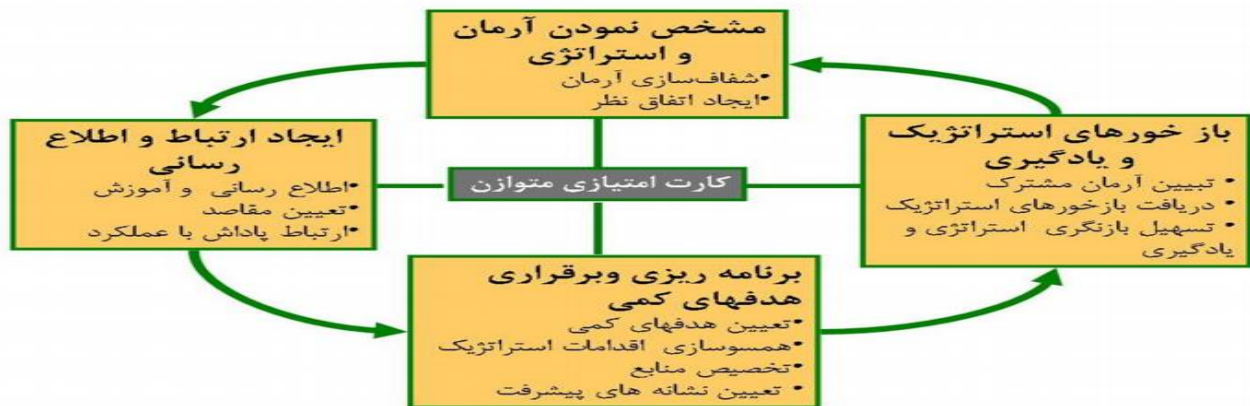 مشخص نمودن آرمان
و استراتژی
•شفاف‌سازی آرمان
•ایجاد اتفاق نظر
باز خورهای استراتژیک
و یادگیری
• تبیین آرمان مشترک
• دریافت بازخورهای استراتژیک
• تسهیل بازنگری استراتژی و
یادگیری
کارت امتیازی متوازن
ایجاد ارتباط و اطلاع
رسانی
•اطلاع رسانی و آموزش
•تعیین مقاصد
•ارتباط پاداش با عملکرد
برنامه ریزی وبرقراری
هدفهای کمی
•تعیین هدفهای کمی
•همسوسازی اقدامات استراتژیک
•تخصیص منابع
• تعیین نشانه های پیشرفت